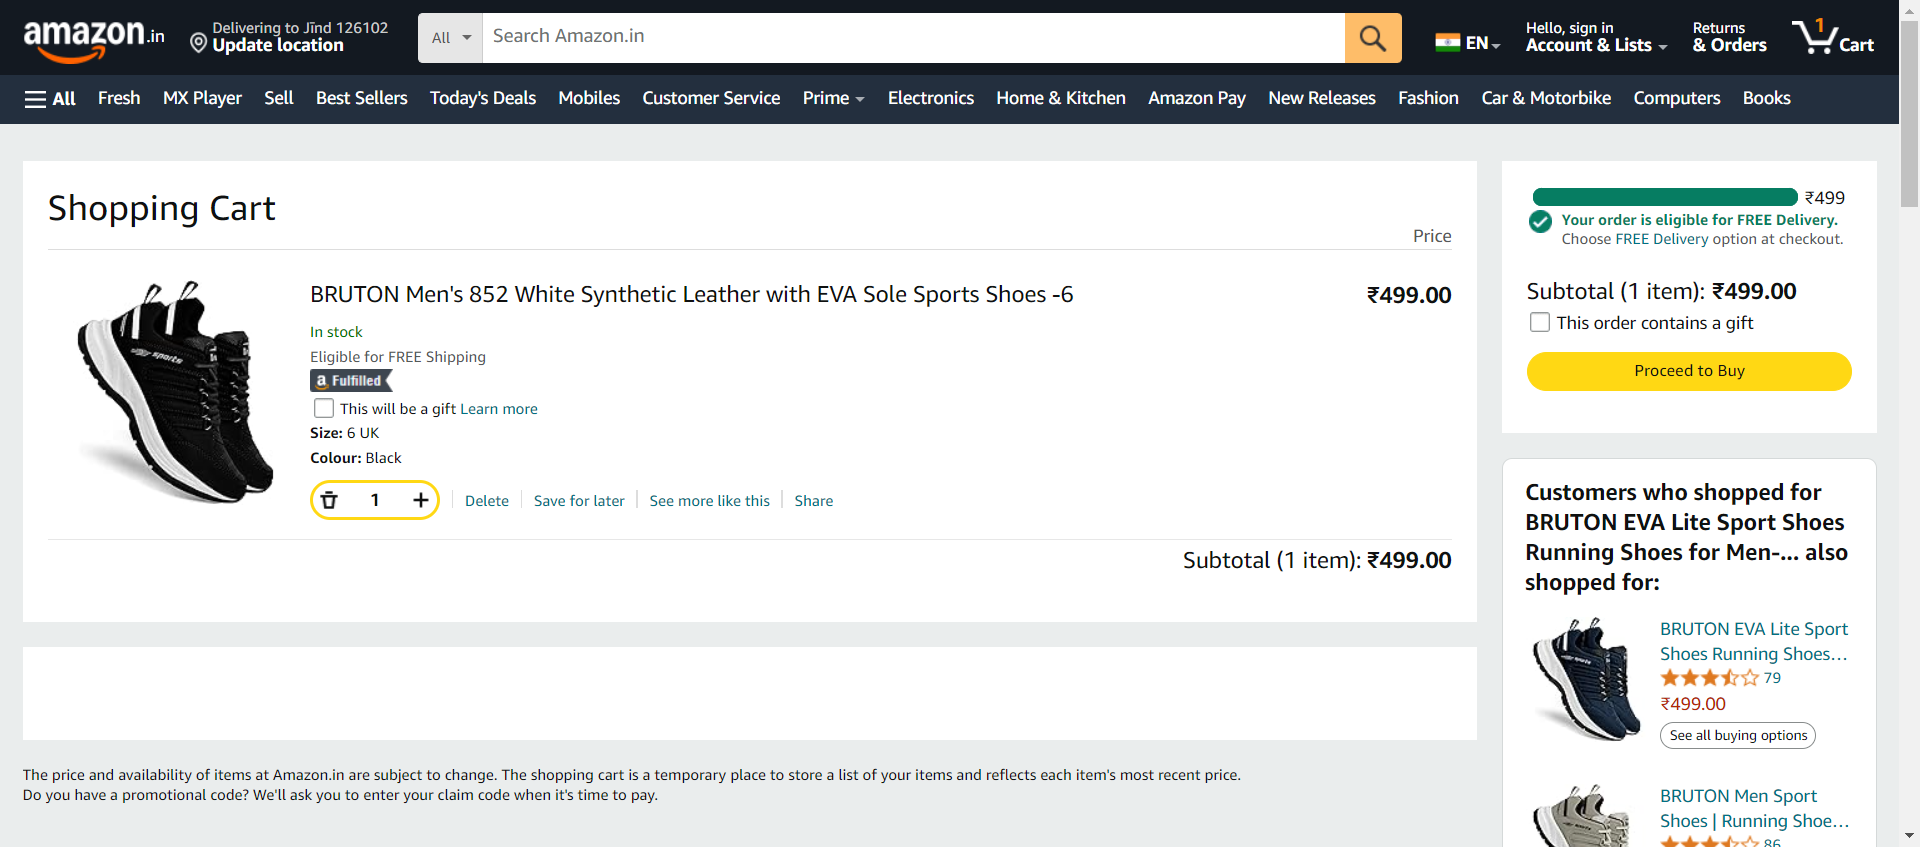 amazon.in
Delivering to Jīnd 126102
Update location
All
Search Amazon.in
EN
Hello, sign in
Account & Lists
Returns
& Orders
1
Cart
All
Fresh
MX Player
Sell
Best Sellers
Today's Deals
Mobiles
Customer Service
Prime
Electronics
Home & Kitchen
Amazon Pay
New Releases
Fashion
Car & Motorbike
Computers
Books
Shopping Cart
Price
BRUTON Men's 852 White Synthetic Leather with EVA Sole Sports Shoes -6
₹499.00
In stock
Eligible for FREE Shipping
a Fulfilled
This will be a gift Learn more
Size: 6 UK
Colour: Black
1
Delete
Save for later
See more like this
Share
sports
Subtotal (1 item): ₹499.00
The price and availability of items at Amazon.in are subject to change. The shopping cart is a temporary place to store a list of your items and reflects each item's most recent price.
Do you have a promotional code? We'll ask you to enter your claim code when it's time to pay.
₹499
Your order is eligible for FREE Delivery.
Choose FREE Delivery option at checkout.
Subtotal (1 item): ₹499.00
This order contains a gift
Proceed to Buy
Customers who shopped for
BRUTON EVA Lite Sport Shoes
Running Shoes for Men-... also
shopped for:
BRUTON EVA Lite Sport
Shoes Running Shoes…
79
₹499.00
See all buying options
BRUTON Men Sport
Shoes | Running Shoe…
86